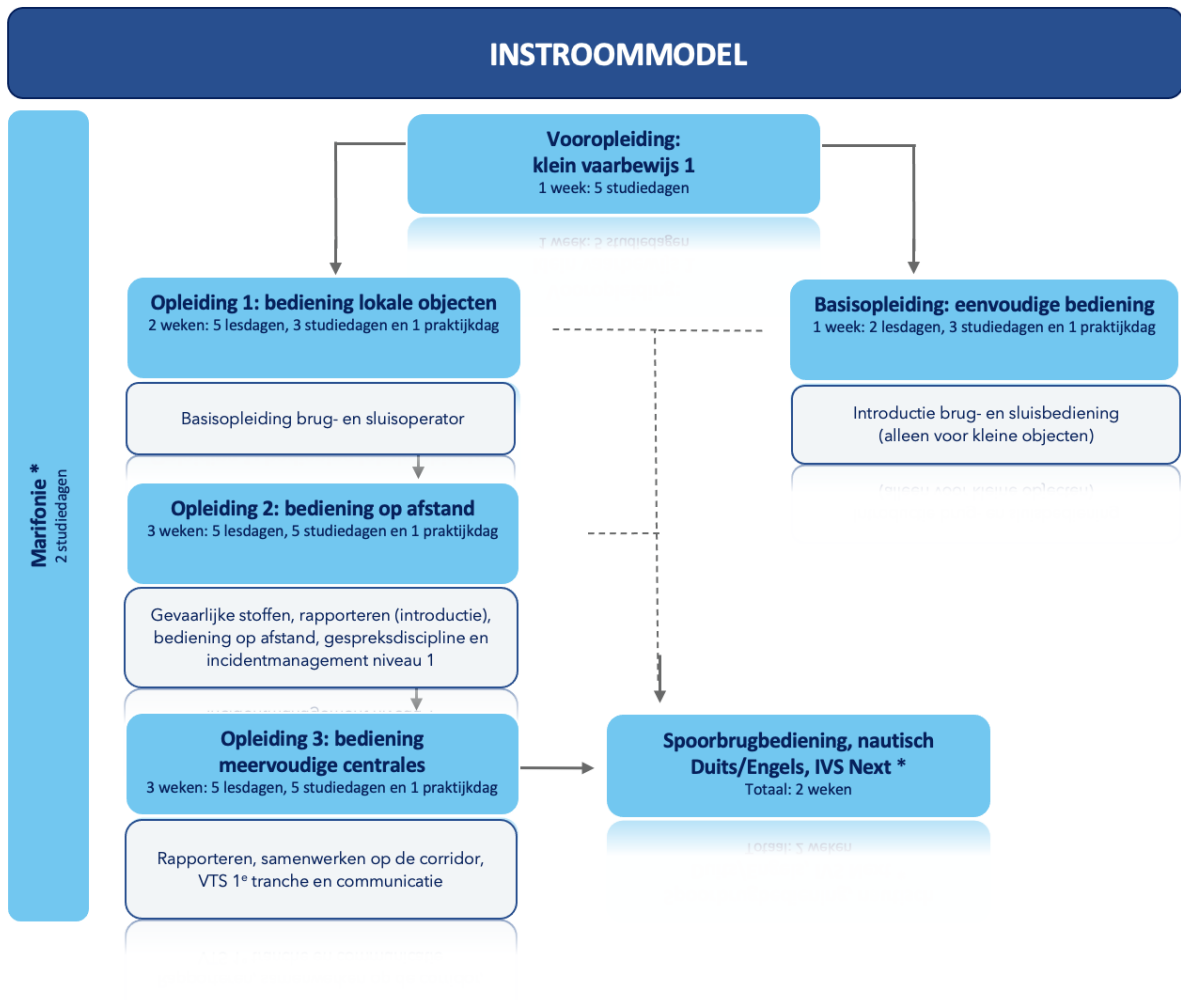 INSTROOMMODEL
Vooropleiding:
klein vaarbewijs 1
1 week: 5 studiedagen
Opleiding 1: bediening lokale objecten
2 weken: 5 lesdagen, 3 studiedagen en 1 praktijkdag
Basisopleiding: eenvoudige bediening
1 week: 2 lesdagen, 3 studiedagen en 1 praktijkdag
Basisopleiding brug- en sluisoperator
Introductie brug- en sluisbediening
(alleen voor kleine objecten)
Marifonie *
2 studiedagen
Opleiding 2: bediening op afstand
3 weken: 5 lesdagen, 5 studiedagen en 1 praktijkdag
Gevaarlijke stoffen, rapporteren (introductie),
bediening op afstand, gespreksdiscipline en
incidentmanagement niveau 1
Opleiding 3: bediening
meervoudige centrales
3 weken: 5 lesdagen, 5 studiedagen en 1 praktijkdag
Spoorbrugbediening, nautisch
Duits/Engels, IVS Next *
Totaal: 2 weken
Rapporteren, samenwerken op de corridor,
VTS 1e tranche en communicatie